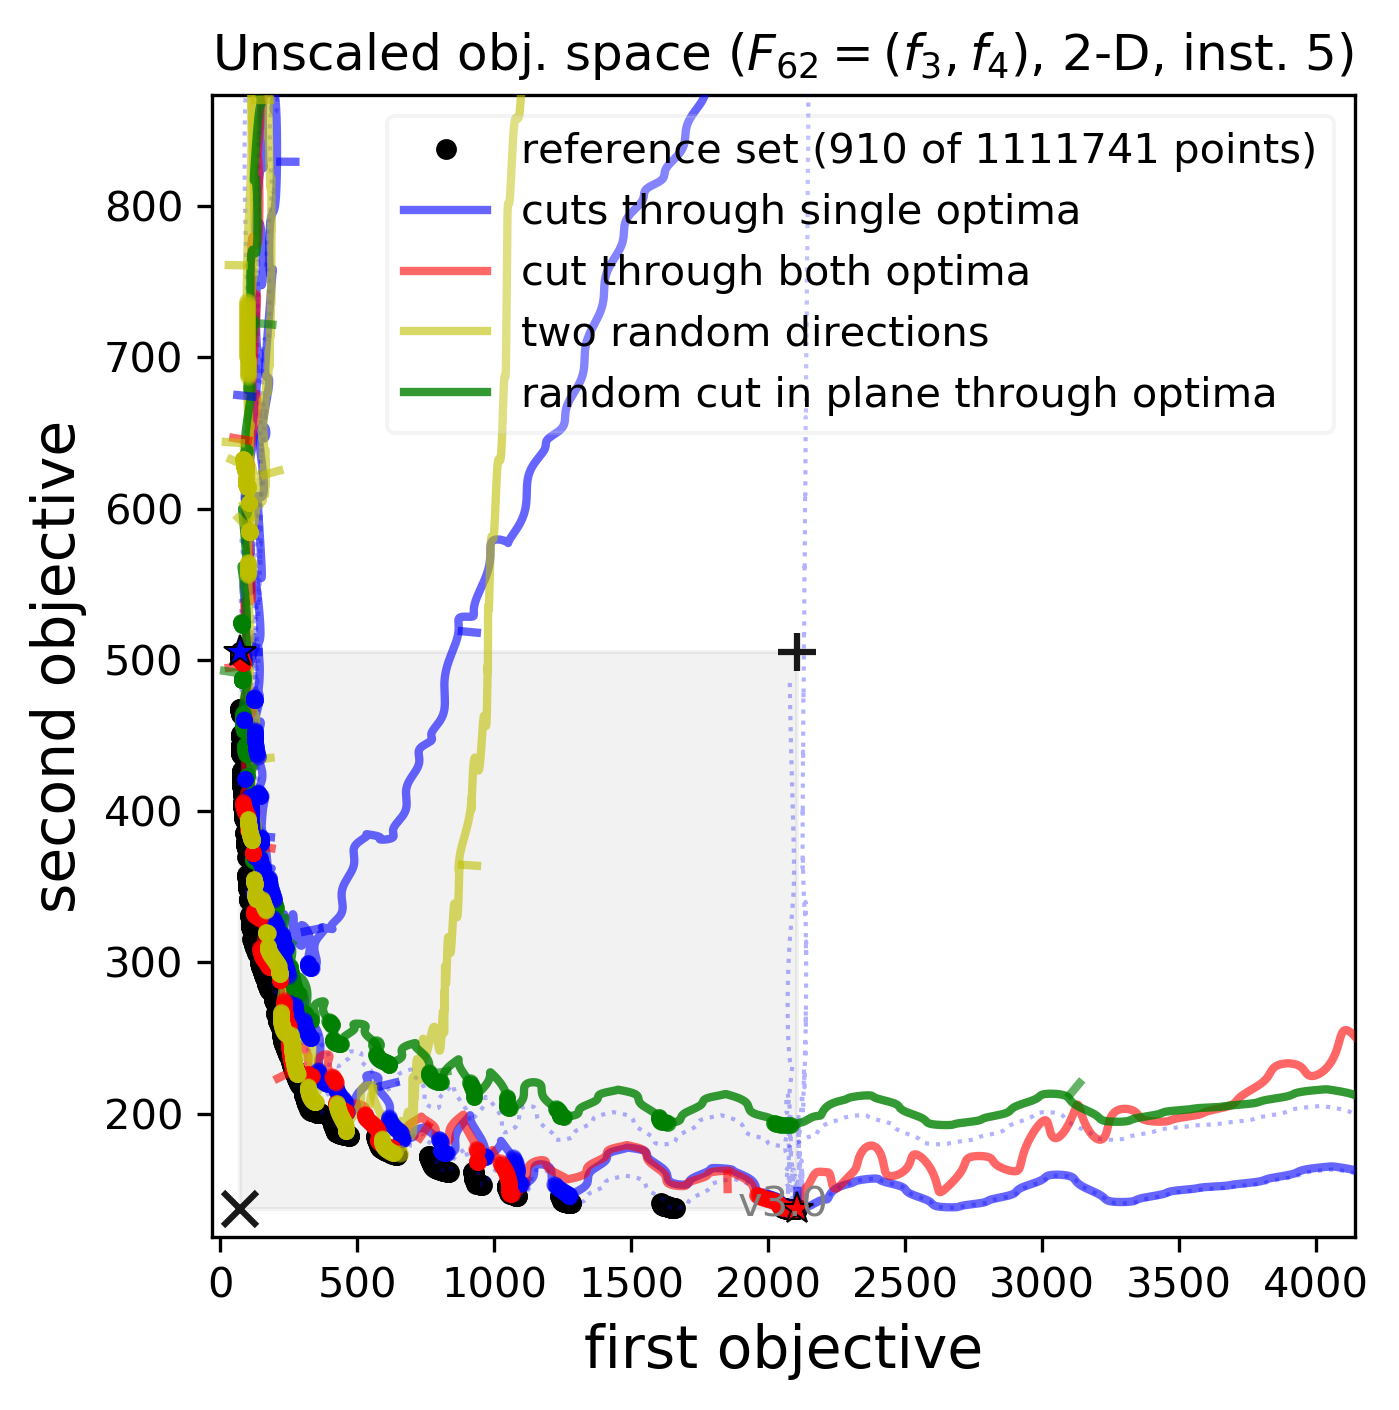 Unscaled obj. space (F62 = (f3, f4), 2-D, inst. 5)
reference set (910 of 1111741 points)
cuts through single optima
cut through both optima
two random directions
random cut in plane through optima
second objective
800
700
600
500
400
300
200
v3.0
0 500 1000 1500 2000 2500 3000 3500 4000
first objective